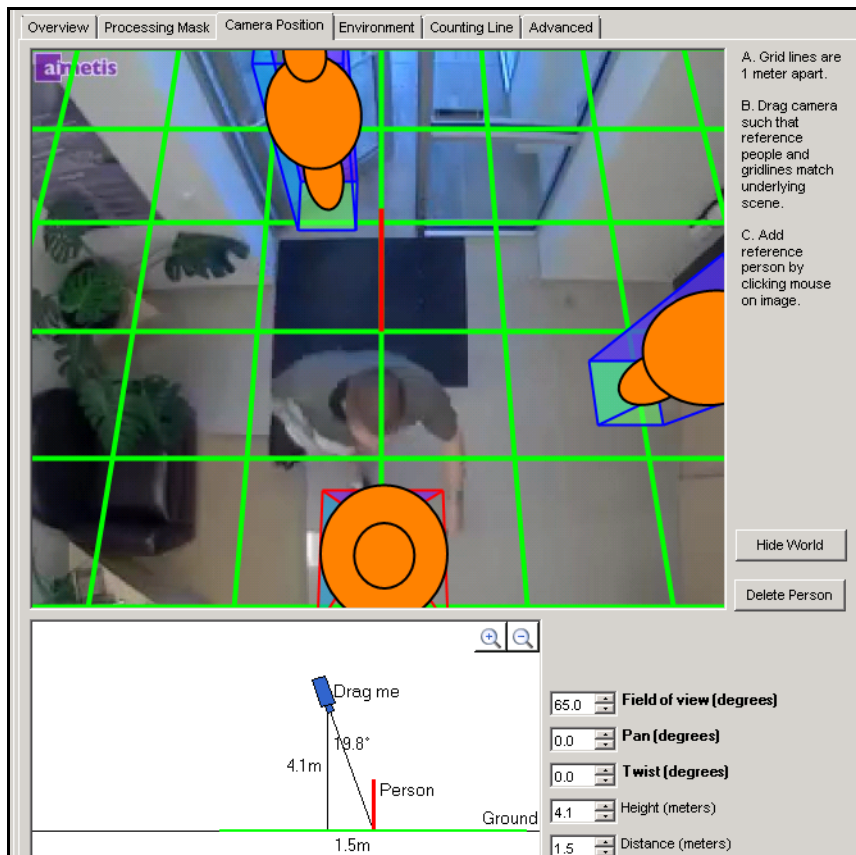 Overview
Processing Mask
Camera Position
Environment
Counting Line
Advanced
aimetis
A. Grid lines are
1 meter apart.
B. Drag camera
such that
reference
people and
gridlines match
underlying
scene.
C. Add
reference
person by
clicking mouse
on image.
Hide World
Delete Person
Drag me
19.8°
4.1m
Person
Ground
1.5m
65.0 Field of view (degrees)
0.0 Pan (degrees)
0.0 Twist (degrees)
4.1 Height (meters)
1.5 Distance (meters)